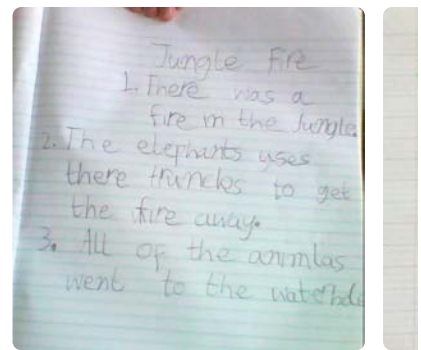 Jungle Fire
1. There was a
fire in the Jungle.
2. The elephants uses
there truncks to get
the fire away.
3. All of the animlas
went to the